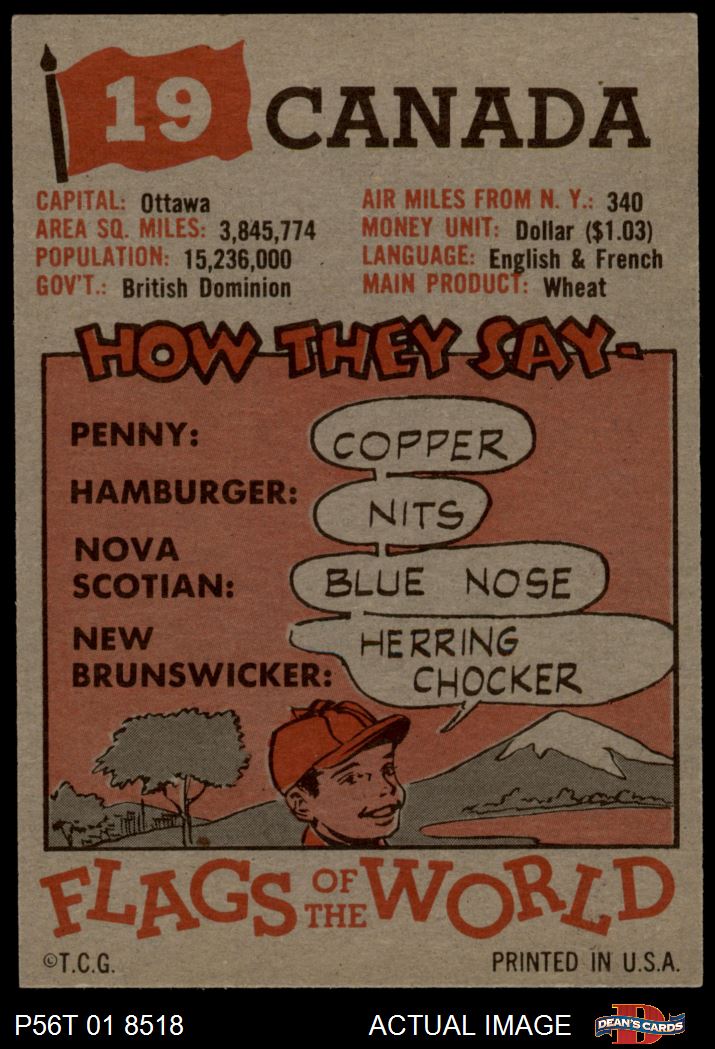 19 CANADA
CAPITAL: Ottawa
AREA SQ. MILES: 3,845,774
POPULATION: 15,236,000
GOV'T.: British Dominion
AIR MILES FROM N. Y.: 340
MONEY UNIT: Dollar ($1.03)
LANGUAGE: English & French
MAIN PRODUCT: Wheat
HOW THEY SAY-
PENNY: COPPER
HAMBURGER: NITS
NOVA
SCOTIAN: BLUE NOSE
NEW
BRUNSWICKER: HERRING
CHOCKER
FLAGS OF THE WORLD
©T.C.G.
PRINTED IN U.S.A.
P56T 01 8518
ACTUAL IMAGE
D
DEAN'S CARDS